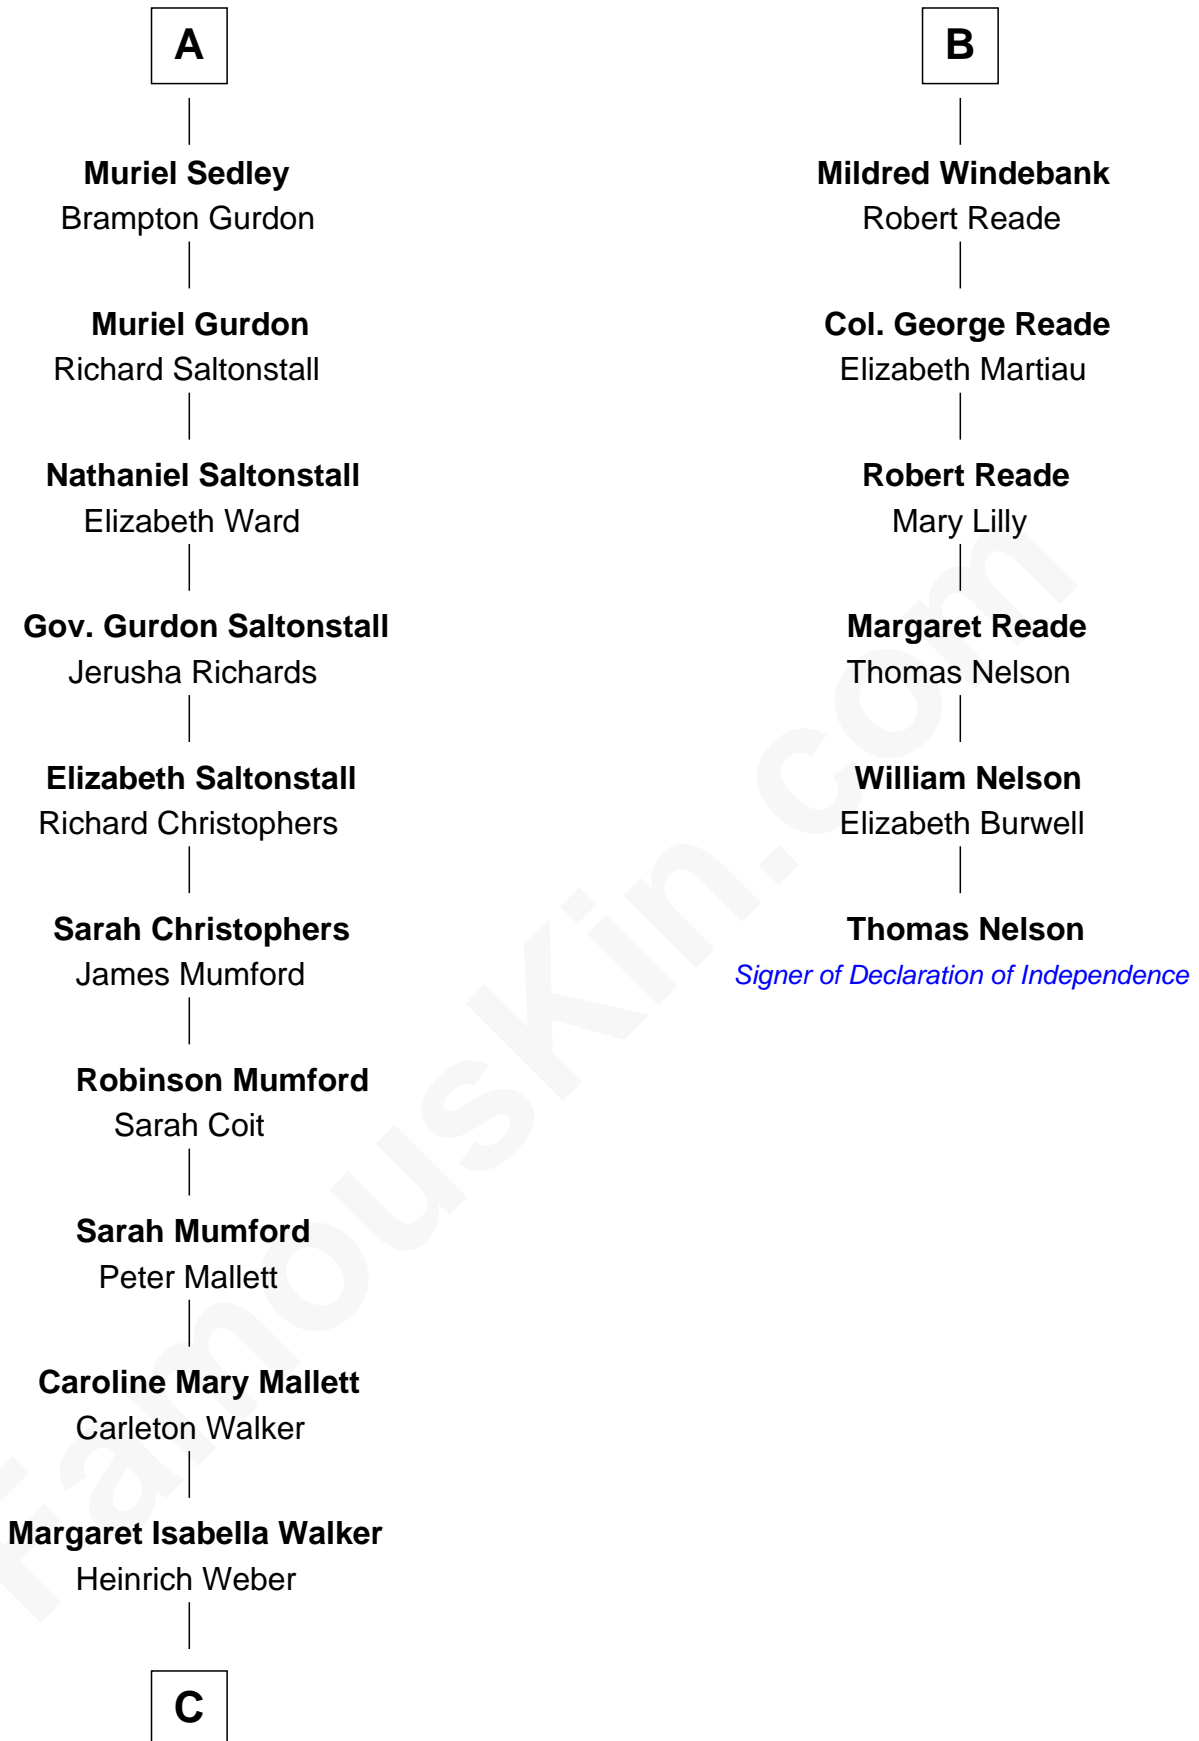 A
Muriel Sedley
Brampton Gurdon
Muriel Gurdon
Richard Saltonstall
Nathaniel Saltonstall
Elizabeth Ward
Gov. Gurdon Saltonstall
Jerusha Richards
Elizabeth Saltonstall
Richard Christophers
Sarah Christophers
James Mumford
Robinson Mumford
Sarah Coit
Sarah Mumford
Peter Mallett
Caroline Mary Mallett
Carleton Walker
Margaret Isabella Walker
Heinrich Weber
C
B
Mildred Windebank
Robert Reade
Col. George Reade
Elizabeth Martiau
Robert Reade
Mary Lilly
Margaret Reade
Thomas Nelson
William Nelson
Elizabeth Burwell
Thomas Nelson
Signer of Declaration of Independence
FamousKin.com